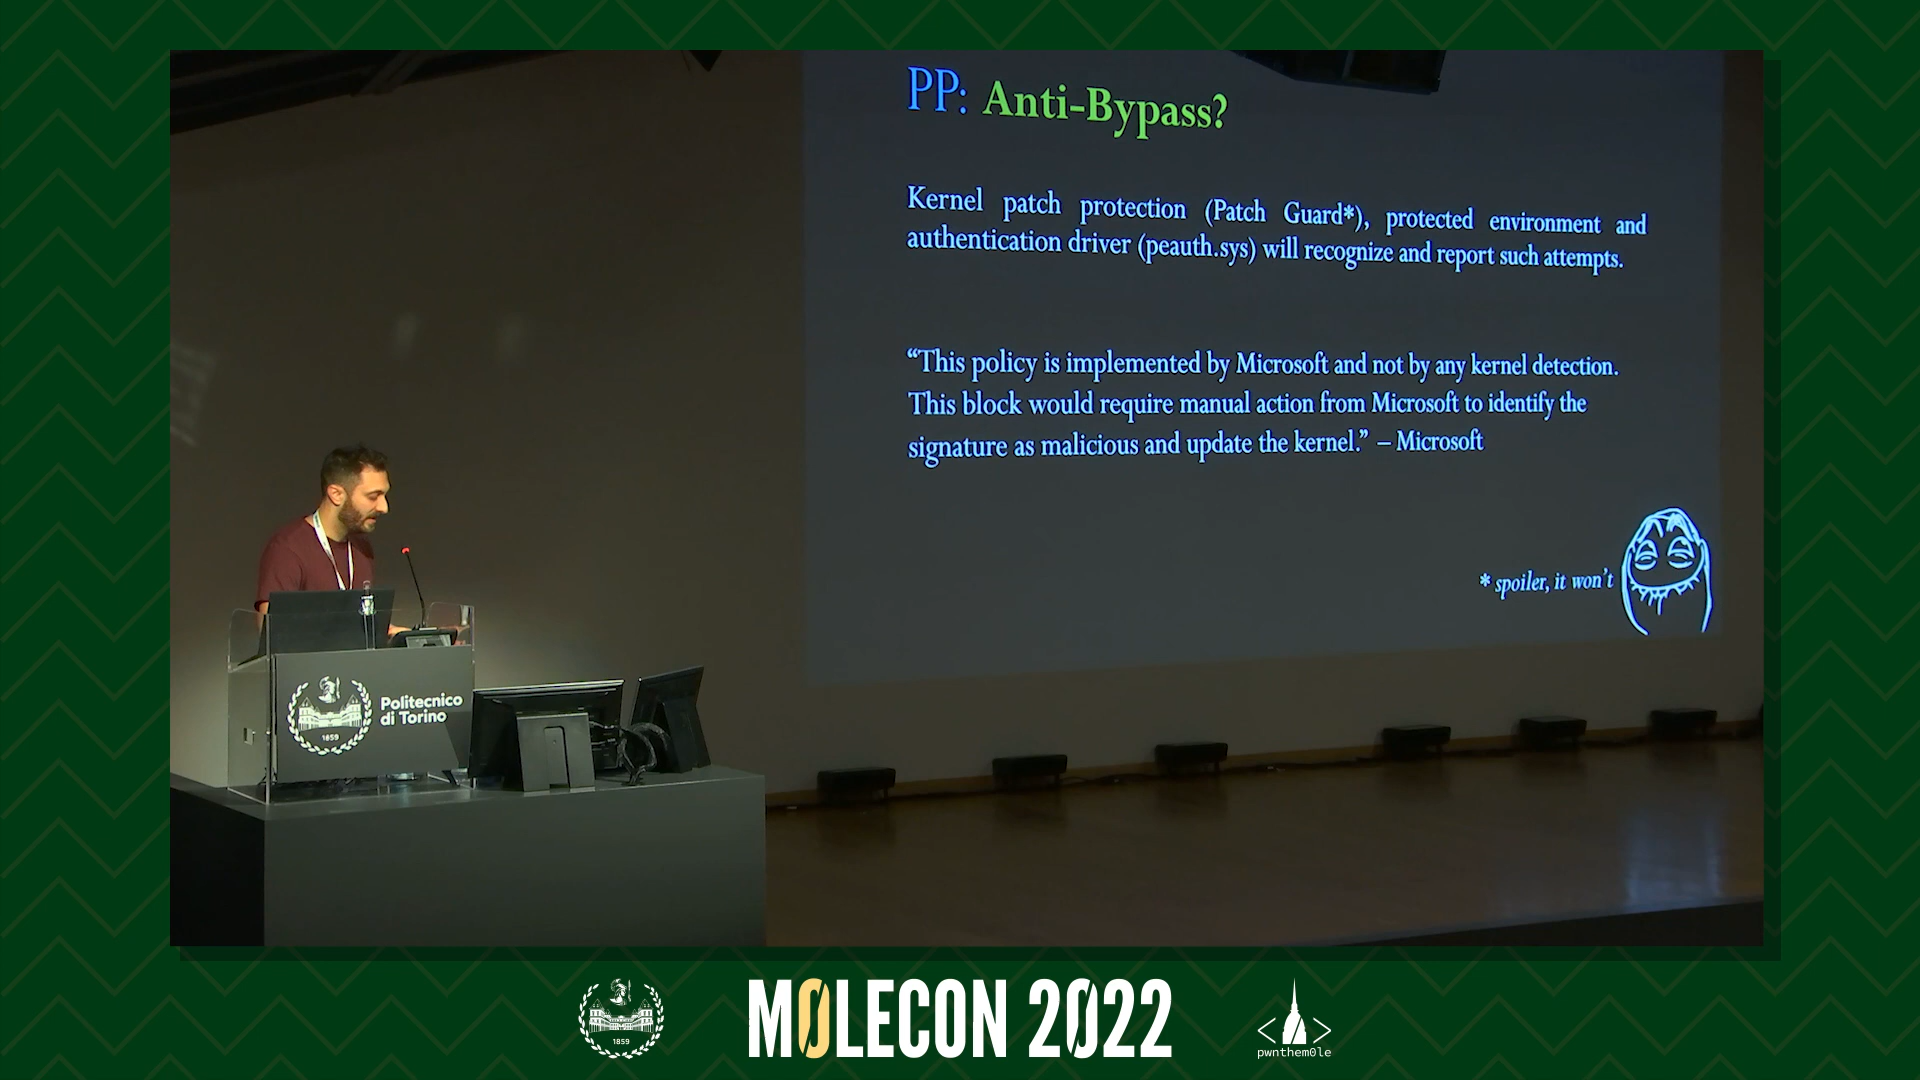 PP: Anti-Bypass?
Kernel patch protection (Patch Guard*), protected environment and
authentication driver (peauth.sys) will recognize and report such attempts.
“This policy is implemented by Microsoft and not by any kernel detection.
This block would require manual action from Microsoft to identify the
signature as malicious and update the kernel.” – Microsoft
* spoiler, it won't
1859
Politecnico
di Torino
1859
MØLECON 2022
pwnthem0le